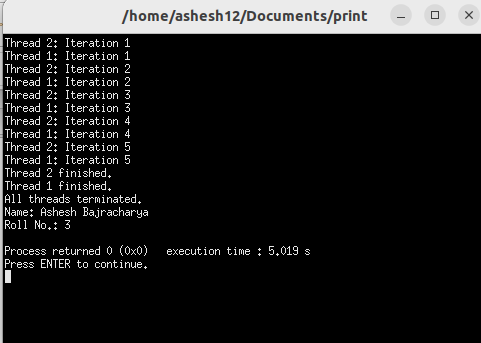 /home/ashesh12/Documents/print
Thread 2: Iteration 1
Thread 1: Iteration 1
Thread 2: Iteration 2
Thread 1: Iteration 2
Thread 2: Iteration 3
Thread 1: Iteration 3
Thread 2: Iteration 4
Thread 1: Iteration 4
Thread 2: Iteration 5
Thread 1: Iteration 5
Thread 2 finished.
Thread 1 finished.
All threads terminated.
Name: Ashesh Bajracharya
Roll No.: 3
Process returned 0 (0x0)   execution time : 5.019 s
Press ENTER to continue.